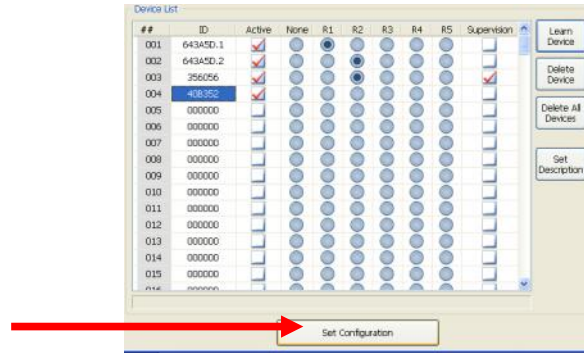 Device List
## ID Active None R1 R2 R3 R4 R5 Supervision
001 643A5D.1
002 643A5D.2
003 356056
004 40B352
005 000000
006 000000
007 000000
008 000000
009 000000
010 000000
011 000000
012 000000
013 000000
014 000000
015 000000
016 000000
Learn
Device
Delete
Device
Delete All
Devices
Set
Description
Set Configuration